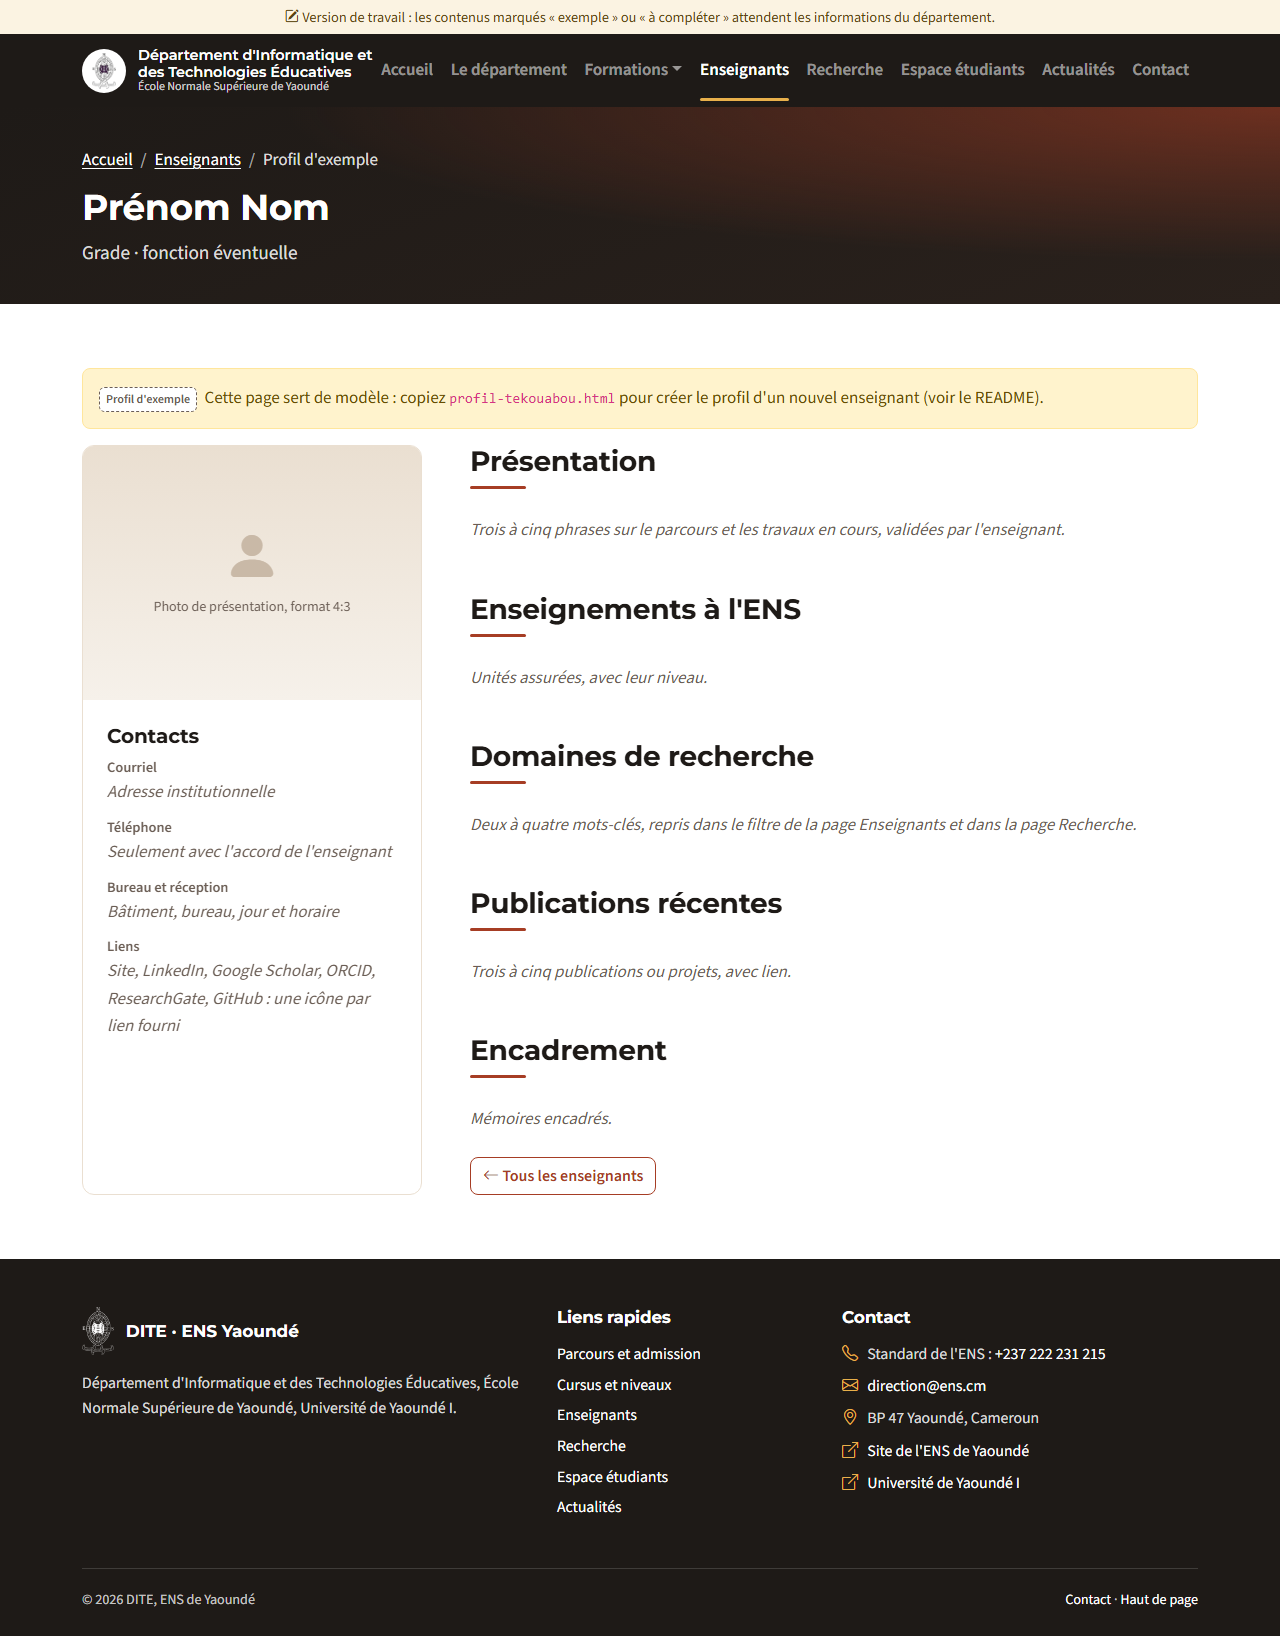 Version de travail : les contenus marqués « exemple » ou « à compléter » attendent les informations du département.
Département d'Informatique et
des Technologies Éducatives
École Normale Supérieure de Yaoundé
Accueil Le département Formations Enseignants Recherche Espace étudiants Actualités Contact
Accueil / Enseignants / Profil d'exemple
Prénom Nom
Grade · fonction éventuelle
Profil d'exemple Cette page sert de modèle : copiez profil-tekouabou.html pour créer le profil d'un nouvel enseignant (voir le README).
Photo de présentation, format 4:3
Contacts
Courriel
Adresse institutionnelle
Téléphone
Seulement avec l'accord de l'enseignant
Bureau et réception
Bâtiment, bureau, jour et horaire
Liens
Site, LinkedIn, Google Scholar, ORCID,
ResearchGate, GitHub : une icône par
lien fourni
Présentation
Trois à cinq phrases sur le parcours et les travaux en cours, validées par l'enseignant.
Enseignements à l'ENS
Unités assurées, avec leur niveau.
Domaines de recherche
Deux à quatre mots-clés, repris dans le filtre de la page Enseignants et dans la page Recherche.
Publications récentes
Trois à cinq publications ou projets, avec lien.
Encadrement
Mémoires encadrés.
← Tous les enseignants
DITE · ENS Yaoundé
Département d'Informatique et des Technologies Éducatives, École
Normale Supérieure de Yaoundé, Université de Yaoundé I.
Liens rapides
Parcours et admission
Cursus et niveaux
Enseignants
Recherche
Espace étudiants
Actualités
Contact
Standard de l'ENS : +237 222 231 215
direction@ens.cm
BP 47 Yaoundé, Cameroun
Site de l'ENS de Yaoundé
Université de Yaoundé I
© 2026 DITE, ENS de Yaoundé
Contact · Haut de page